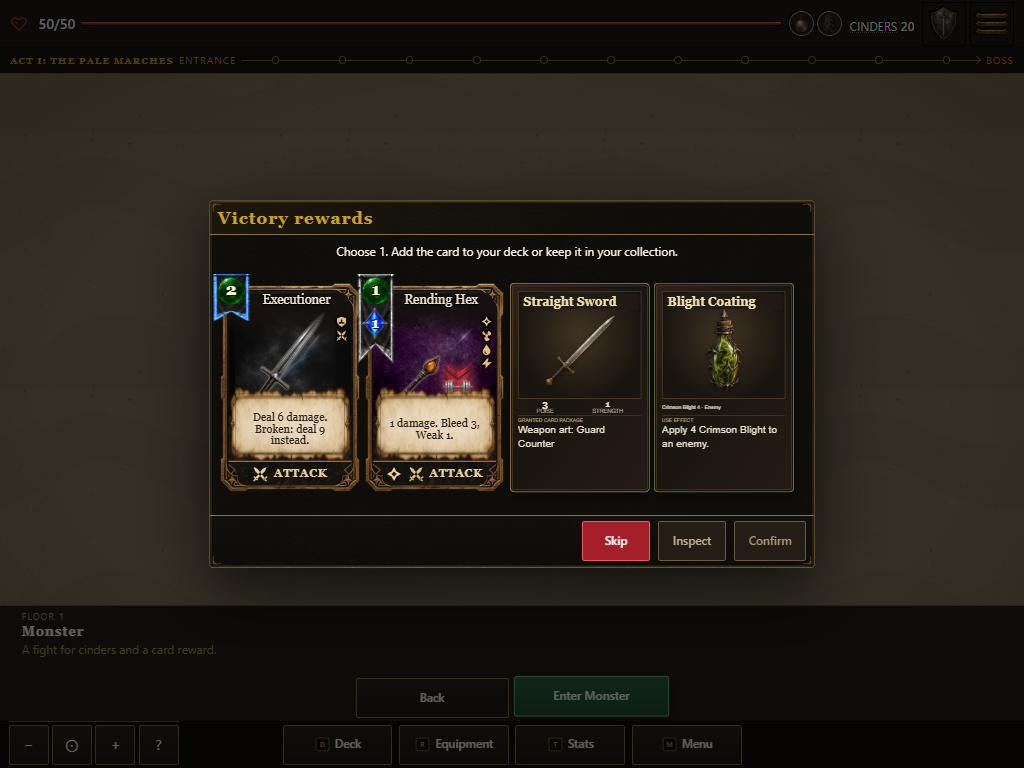 50/50
CINDERS 20
ACT I: THE PALE MARCHES ENTRANCE
BOSS
Victory rewards
Choose 1. Add the card to your deck or keep it in your collection.
2
Executioner
Deal 6 damage.
Broken: deal 9
instead.
ATTACK
1
1
Rending Hex
1 damage. Bleed 3,
Weak 1.
ATTACK
Straight Sword
3
POISE
1
STRENGTH
GRANTED CARD PACKAGE
Weapon art: Guard
Counter
Blight Coating
Crimson Blight 4 · Enemy
USE EFFECT
Apply 4 Crimson Blight to
an enemy.
Skip
Inspect
Confirm
FLOOR 1
Monster
A fight for cinders and a card reward.
Back
Enter Monster
−
+
?
D Deck
R Equipment
T Stats
M Menu